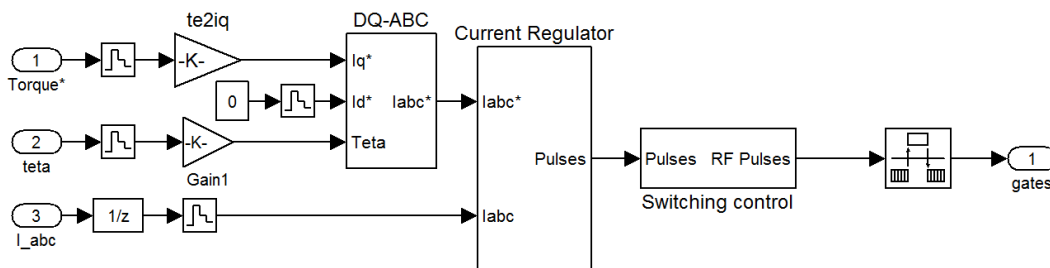 te2iq
DQ-ABC
Current Regulator
1
Torque*
-K-
Iq*
0
Id*
Iabc*
Iabc*
2
teta
-K-
Gain1
Teta
Pulses
Pulses
RF Pulses
Switching control
1
gates
3
I_abc
1/z
Iabc